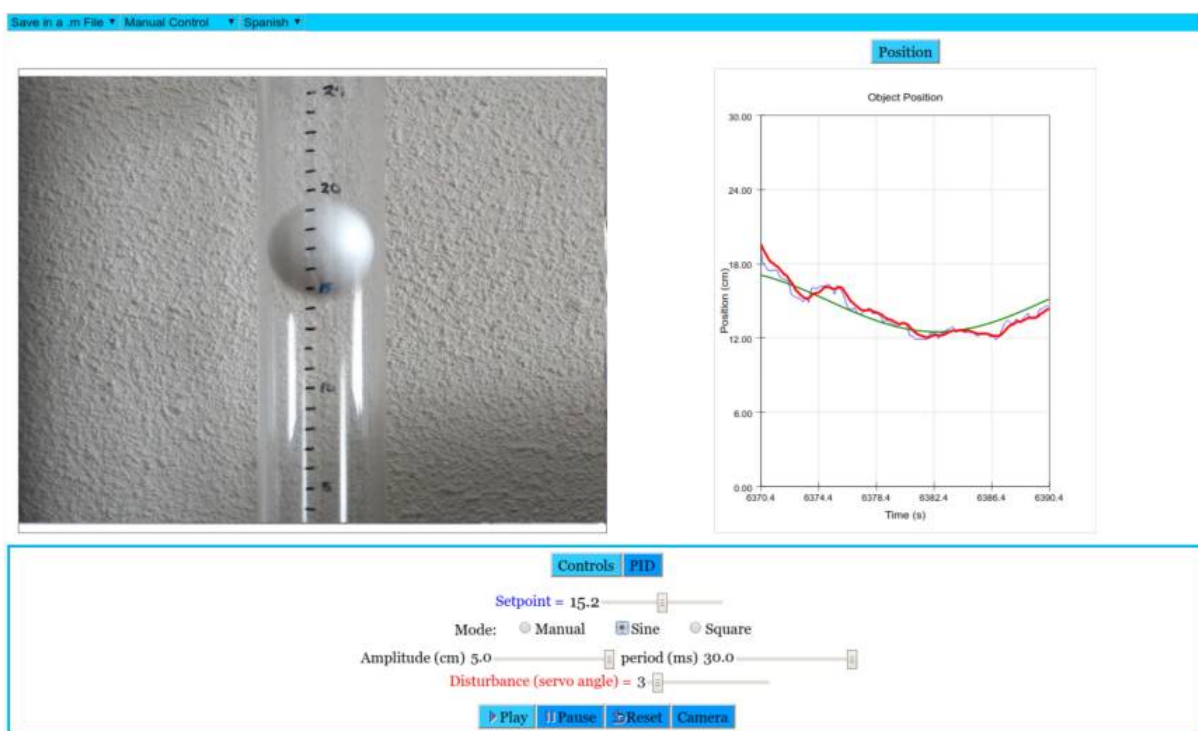 Save in a .m File ▼ Manual Control ▼ Spanish ▼
Position
20
15
10
5
Object Position
30.00
24.00
18.00
12.00
6.00
0.00
Position (cm)
6370.4 6374.4 6378.4 6382.4 6386.4 6390.4
Time (s)
Controls PID
Setpoint = 15.2
Mode: Manual Sine Square
Amplitude (cm) 5.0 period (ms) 30.0
Disturbance (servo angle) = 3
Play Pause Reset Camera